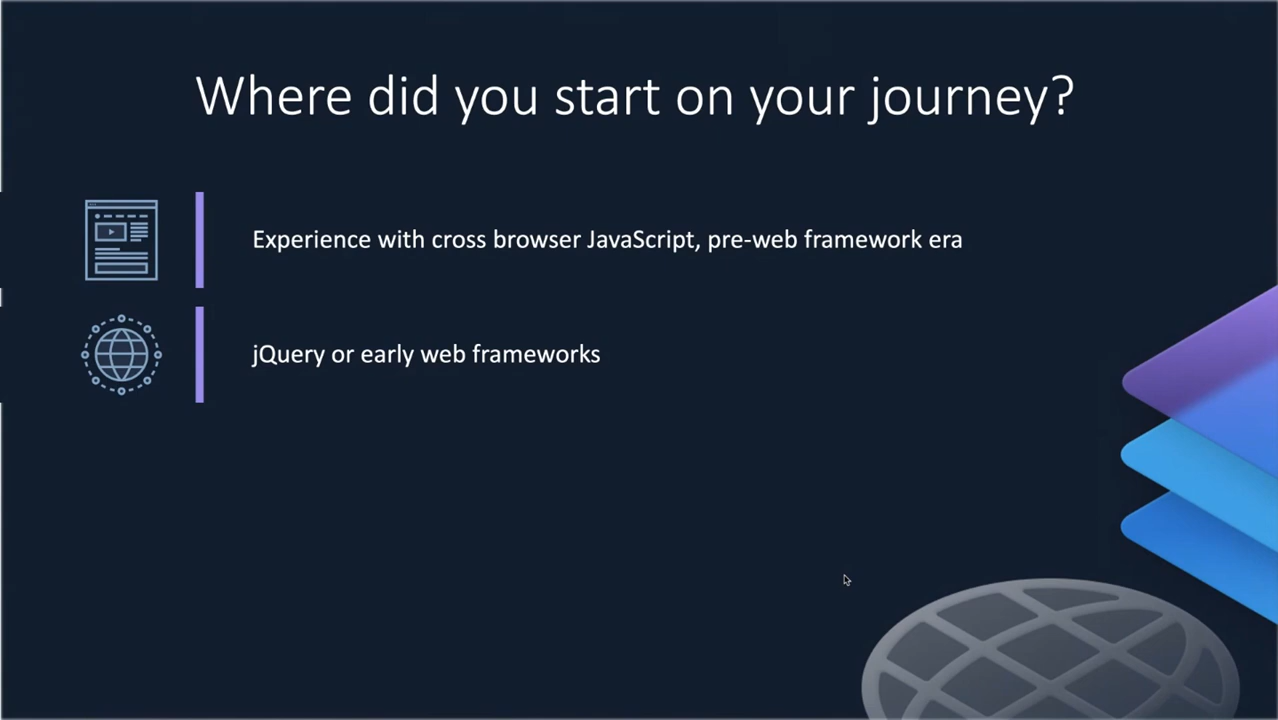 Where did you start on your journey?
Experience with cross browser JavaScript, pre-web framework era
jQuery or early web frameworks